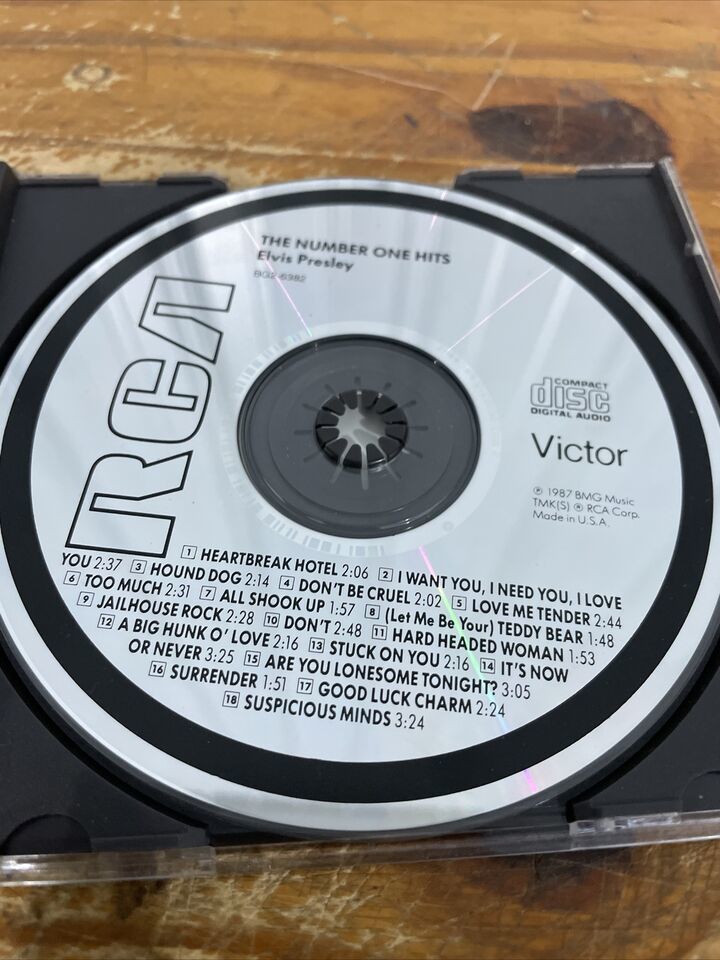 THE NUMBER ONE HITS
Elvis Presley
BG2-6382
RCA
COMPACT
disc
DIGITAL AUDIO
Victor
℗ 1987 BMG Music
TMK(S) ® RCA Corp.
Made in U.S.A.
1 HEARTBREAK HOTEL 2:06 2 I WANT YOU, I NEED YOU, I LOVE
YOU 2:37 3 HOUND DOG 2:14 4 DON'T BE CRUEL 2:02 5 LOVE ME TENDER 2:44
6 TOO MUCH 2:31 7 ALL SHOOK UP 1:57 8 (Let Me Be Your) TEDDY BEAR 1:48
9 JAILHOUSE ROCK 2:28 10 DON'T 2:48 11 HARD HEADED WOMAN 1:53
12 A BIG HUNK O' LOVE 2:16 13 STUCK ON YOU 2:16 14 IT'S NOW
OR NEVER 3:25 15 ARE YOU LONESOME TONIGHT? 3:05
16 SURRENDER 1:51 17 GOOD LUCK CHARM 2:24
18 SUSPICIOUS MINDS 3:24